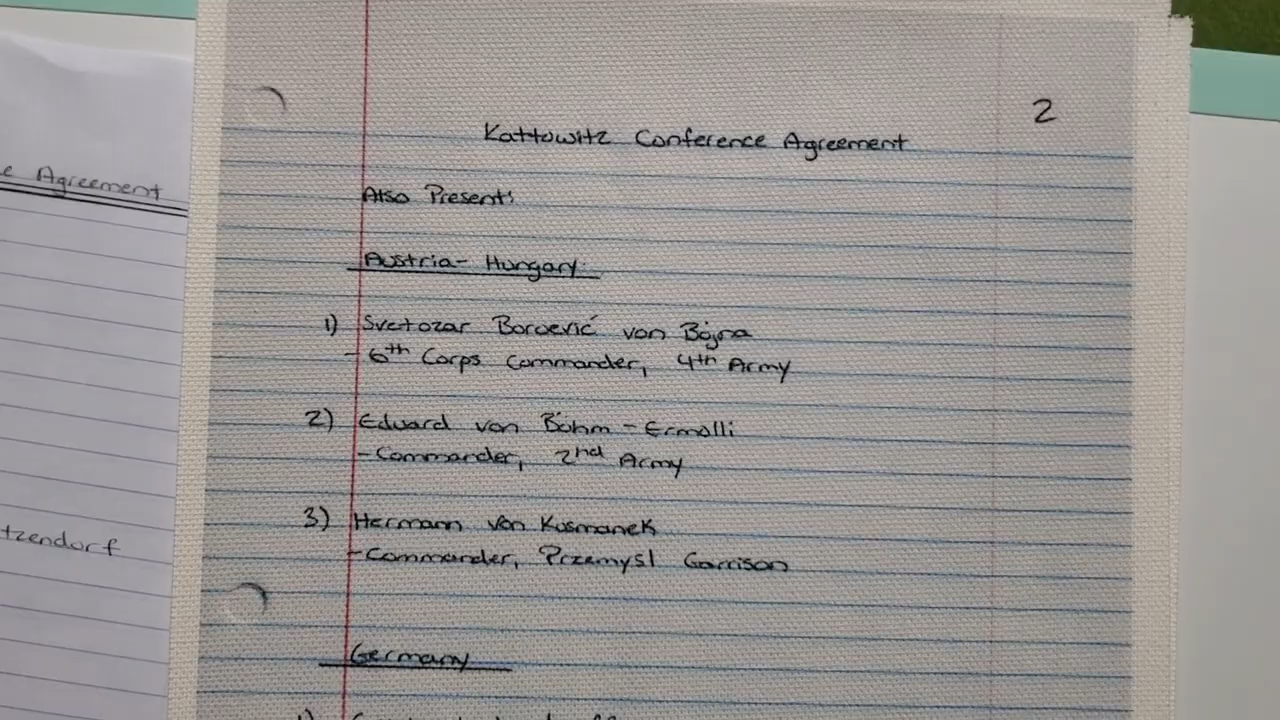 e Agreement
tzendorf
2
Kattowitz Conference Agreement
Also Present:
Austria-Hungary:
1) Svetozar Boroević von Bojna
- 6th Corps Commander, 4th Army
2) Eduard von Böhm-Ermolli
- Commander, 2nd Army
3) Hermann von Kusmanek
- Commander, Przemysl Garrison
Germany
1)